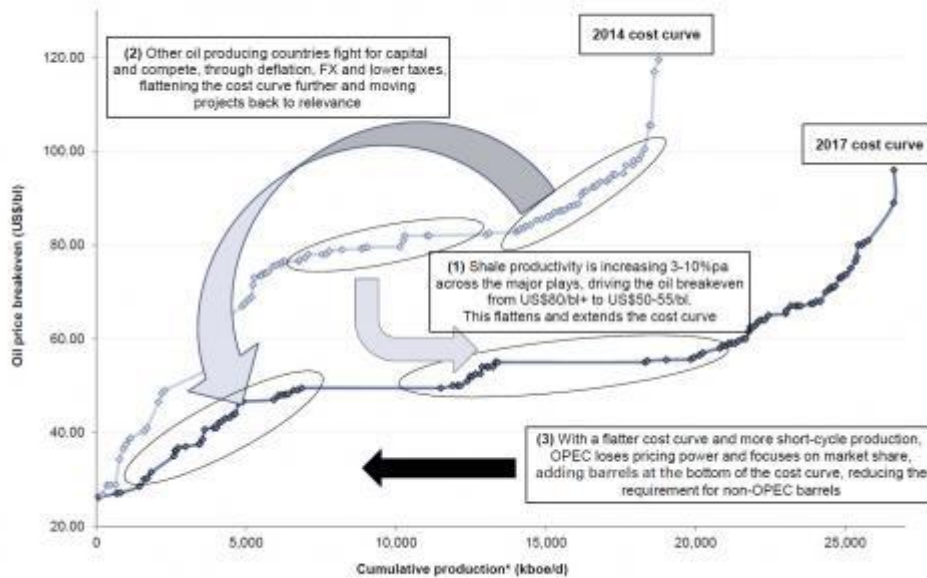 120.00
100.00
80.00
60.00
40.00
20.00
Oil price breakeven (US$/bl)
(2) Other oil producing countries fight for capital
and compete, through deflation, FX and lower taxes,
flattening the cost curve further and moving
projects back to relevance
2014 cost curve
2017 cost curve
(1) Shale productivity is increasing 3-10%pa
across the major plays, driving the oil breakeven
from US$80/bl+ to US$50-55/bl.
This flattens and extends the cost curve
(3) With a flatter cost curve and more short-cycle production,
OPEC loses pricing power and focuses on market share,
adding barrels at the bottom of the cost curve, reducing the
requirement for non-OPEC barrels
0
5,000
10,000
15,000
20,000
25,000
Cumulative production* (kboe/d)